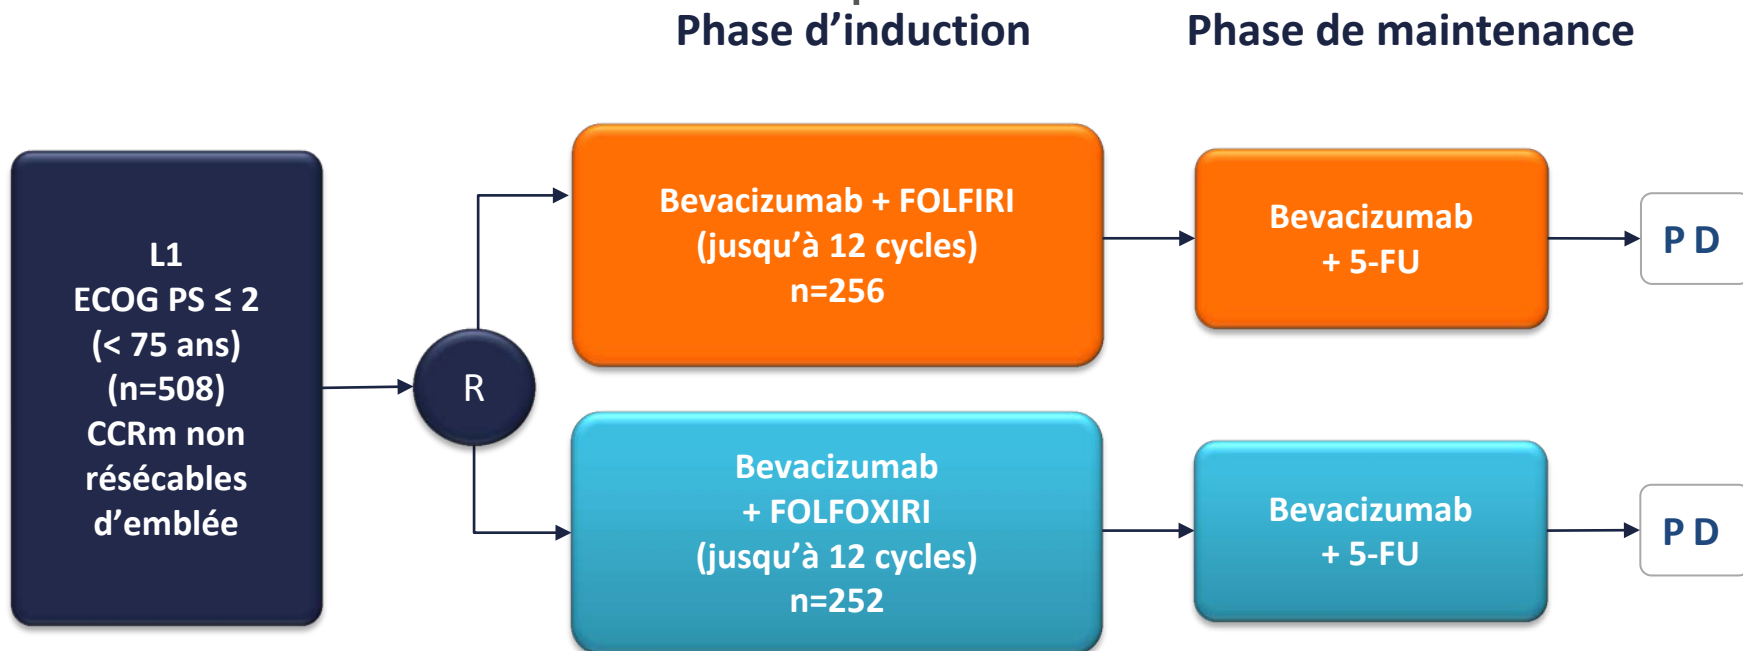 Phase d’induction
Phase de maintenance
L1
ECOG PS ≤ 2
(< 75 ans)
(n=508)
CCRm non
résécables
d’emblée
R
Bevacizumab + FOLFIRI
(jusqu’à 12 cycles)
n=256
Bevacizumab
+ 5-FU
P D
Bevacizumab
+ FOLFOXIRI
(jusqu’à 12 cycles)
n=252
Bevacizumab
+ 5-FU
P D